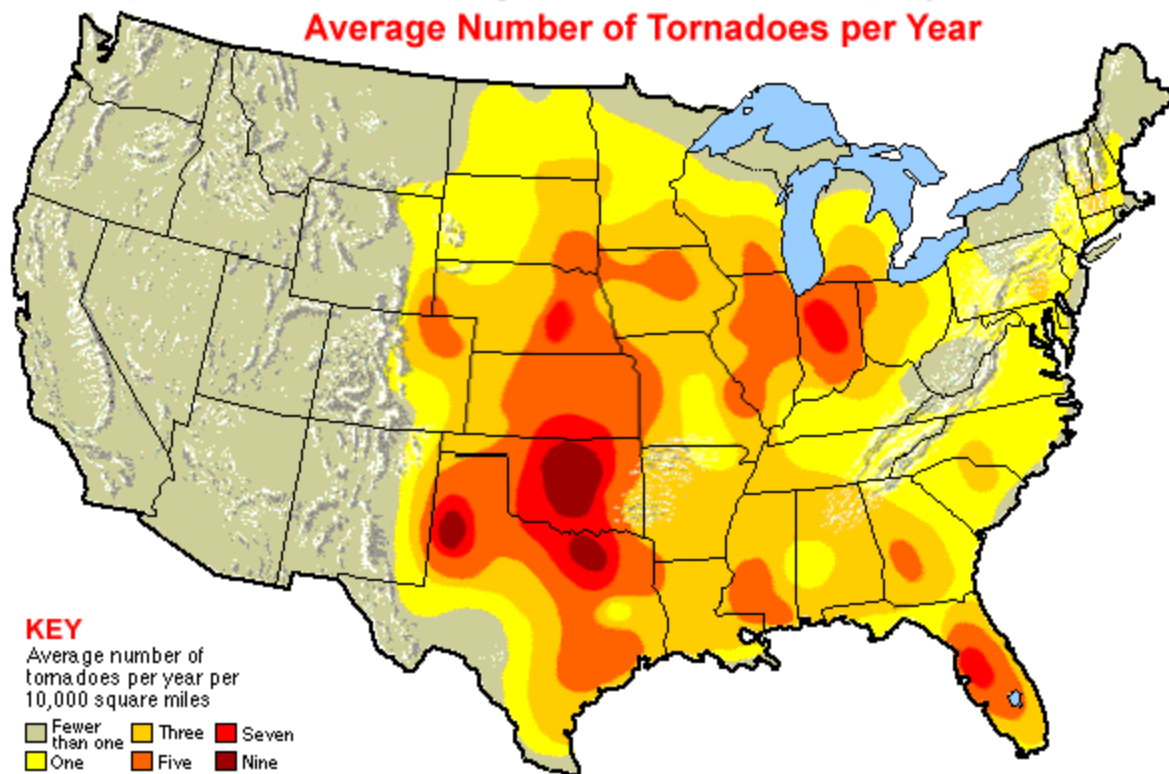 Average Number of Tornadoes per Year
KEY
Average number of
tornadoes per year per
10,000 square miles
Fewer
than one
Three
Seven
One
Five
Nine